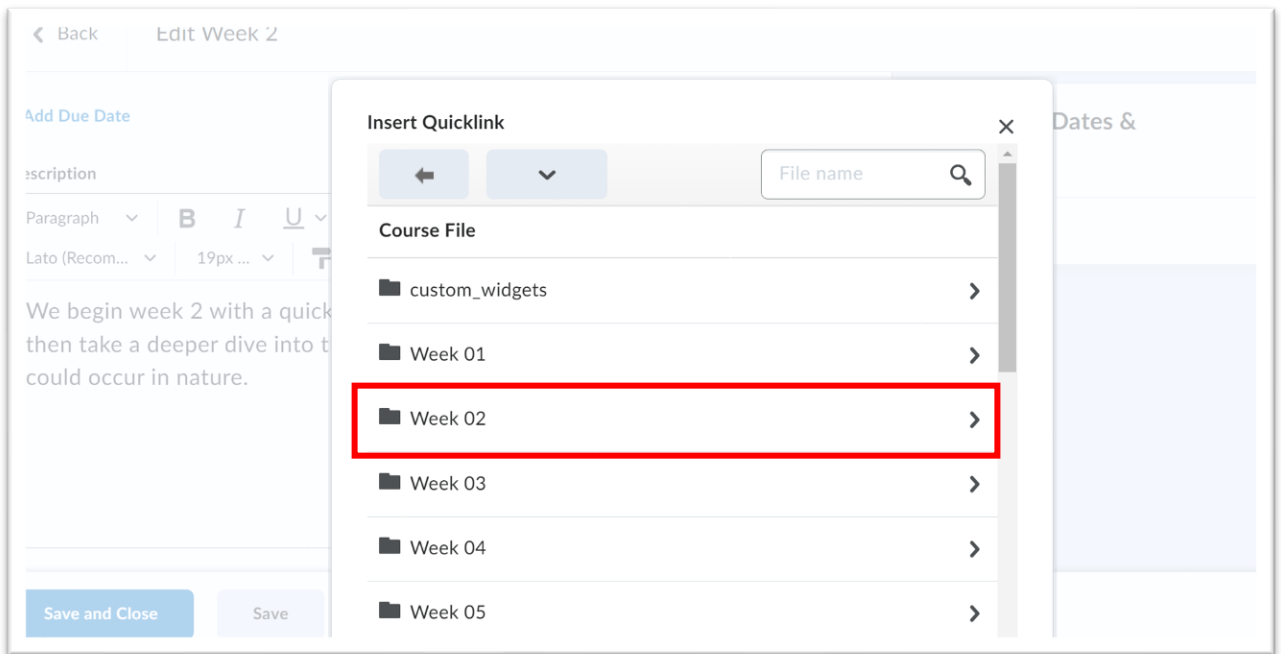 Back
Edit Week 2
Add Due Date
escription
Paragraph
B I U
Lato (Recom...
19px ...
We begin week 2 with a quick
then take a deeper dive into t
could occur in nature.
Save and Close
Save
Insert Quicklink
File name
Course File
custom_widgets
Week 01
Week 02
Week 03
Week 04
Week 05
Dates &